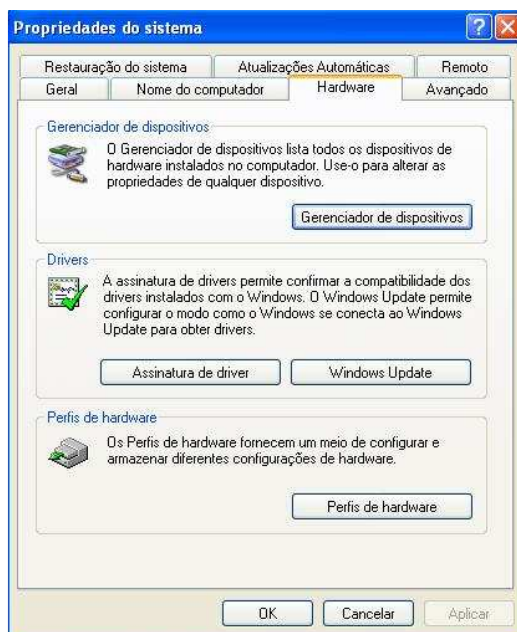 Propriedades do sistema
Restauração do sistema Atualizações Automáticas Remoto
Geral Nome do computador Hardware Avançado
Gerenciador de dispositivos
O Gerenciador de dispositivos lista todos os dispositivos de
hardware instalados no computador. Use-o para alterar as
propriedades de qualquer dispositivo.
Gerenciador de dispositivos
Drivers
A assinatura de drivers permite confirmar a compatibilidade dos
drivers instalados com o Windows. O Windows Update permite
configurar o modo como o Windows se conecta ao Windows
Update para obter drivers.
Assinatura de driver Windows Update
Perfis de hardware
Os Perfis de hardware fornecem um meio de configurar e
armazenar diferentes configurações de hardware.
Perfis de hardware
OK Cancelar Aplicar